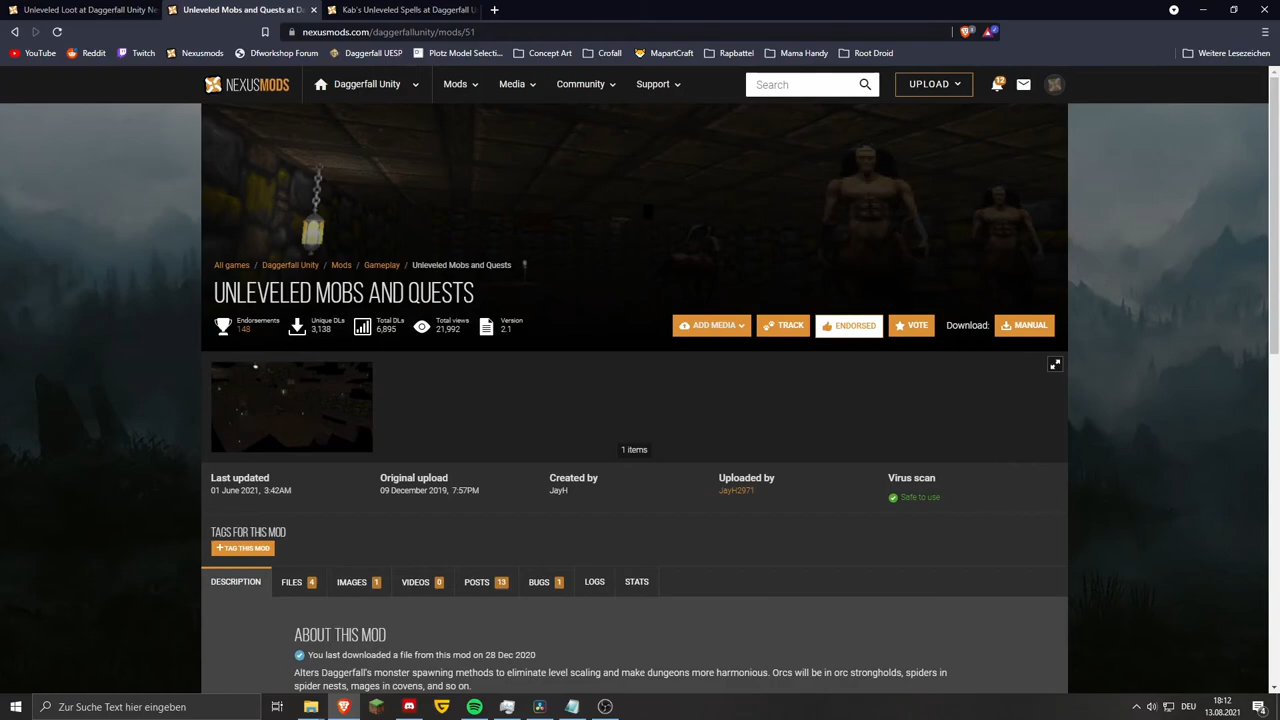 Unleveled Loot at Daggerfall Unity Ne
Unleveled Mobs and Quests at D
Kab's Unleveled Spells at Daggerfall U
nexusmods.com/daggerfallunity/mods/51
YouTube Reddit Twitch Nexusmods Dfworkshop Forum Daggerfall UESP Plotz Model Selecti... Concept Art Crofall MapartCraft Rappattel Mama Handy Root Droid Weitere Lesezeichen
NEXUSMODS Daggerfall Unity Mods Media Community Support Search UPLOAD 12
All games / Daggerfall Unity / Mods / Gameplay / Unleveled Mobs and Quests
UNLEVELED MOBS AND QUESTS
Endorsements
148
Unique DLs
3,138
Total DLs
6,895
Total views
21,992
Version
2.1
ADD MEDIA TRACK ENDORSED VOTE Download: MANUAL
1 items
Last updated
01 June 2021, 3:42AM
Original upload
09 December 2019, 7:57PM
Created by
JayH
Uploaded by
JayH2971
Virus scan
Safe to use
TAGS FOR THIS MOD
+ TAG THIS MOD
DESCRIPTION FILES 4 IMAGES 1 VIDEOS 0 POSTS 13 BUGS 1 LOGS STATS
ABOUT THIS MOD
You last downloaded a file from this mod on 28 Dec 2020
Alters Daggerfall's monster spawning methods to eliminate level scaling and make dungeons more harmonious. Orcs will be in orc strongholds, spiders in
spider nests, mages in covens, and so on.
Zur Suche Text hier eingeben
DEU
18:12
13.08.2021